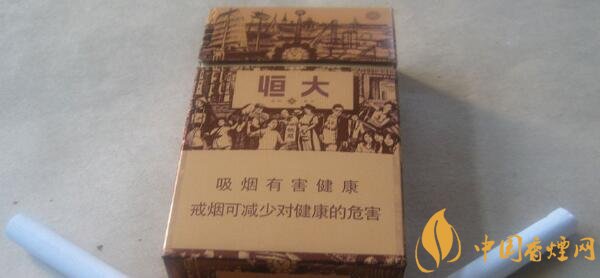 恒大
吸烟有害健康
戒烟可减少对健康的危害
中国香烟网